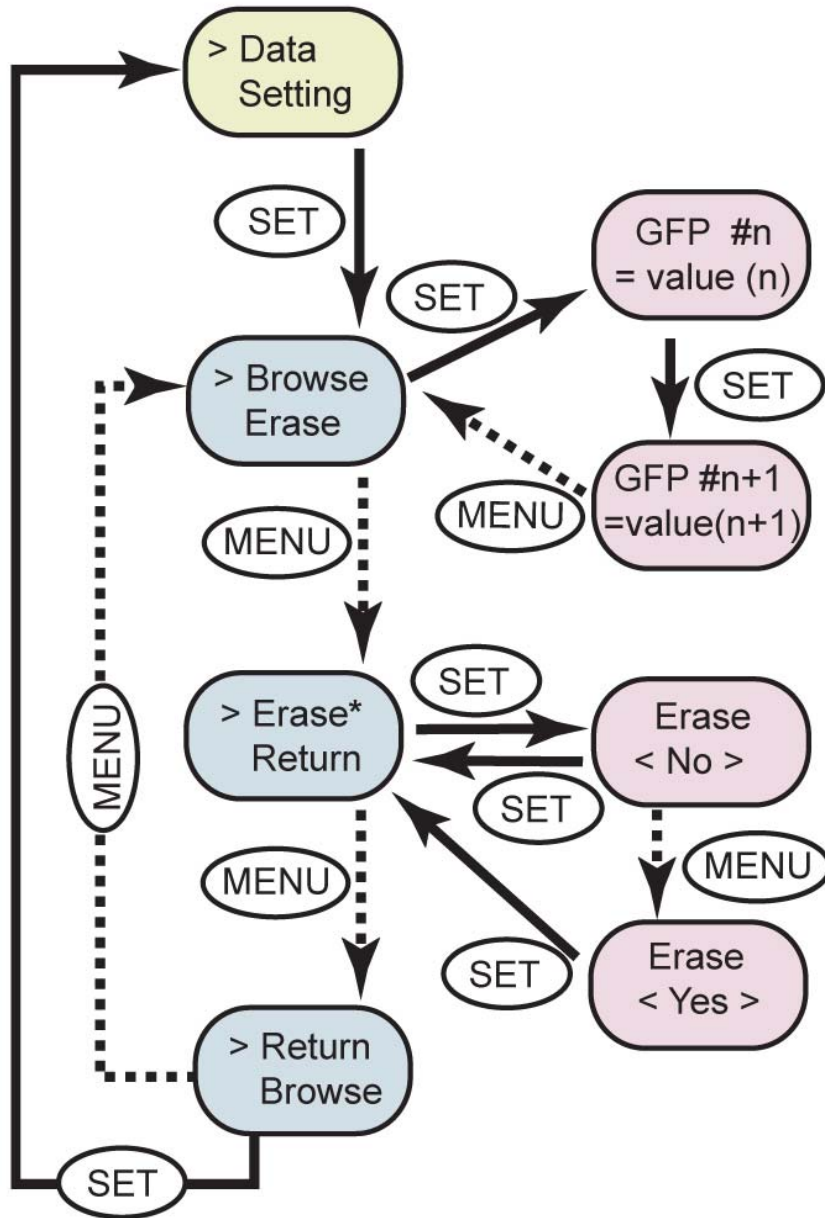 > Data
Setting
SET
GFP #n
= value (n)
SET
SET
> Browse
Erase
GFP #n+1
=value(n+1)
MENU
MENU
> Erase*
Return
SET
Erase
< No >
SET
MENU
MENU
MENU
Erase
< Yes >
SET
> Return
Browse
SET